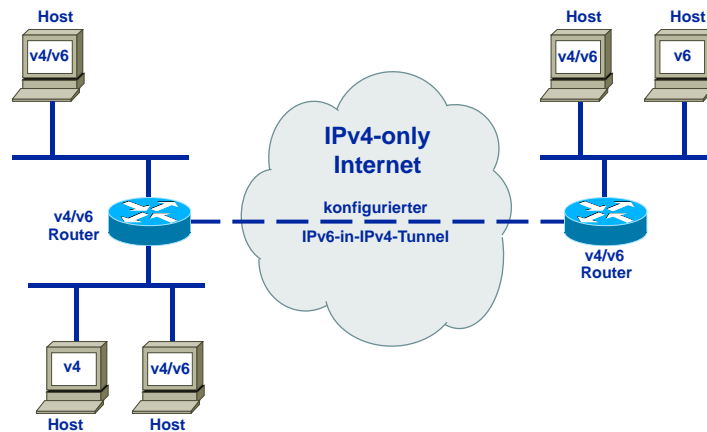 Host
Host
Host
v4/v6
v4/v6
v6
IPv4-only
Internet
konfigurierter
IPv6-in-IPv4-Tunnel
v4/v6
Router
v4/v6
Router
v4
v4/v6
Host
Host